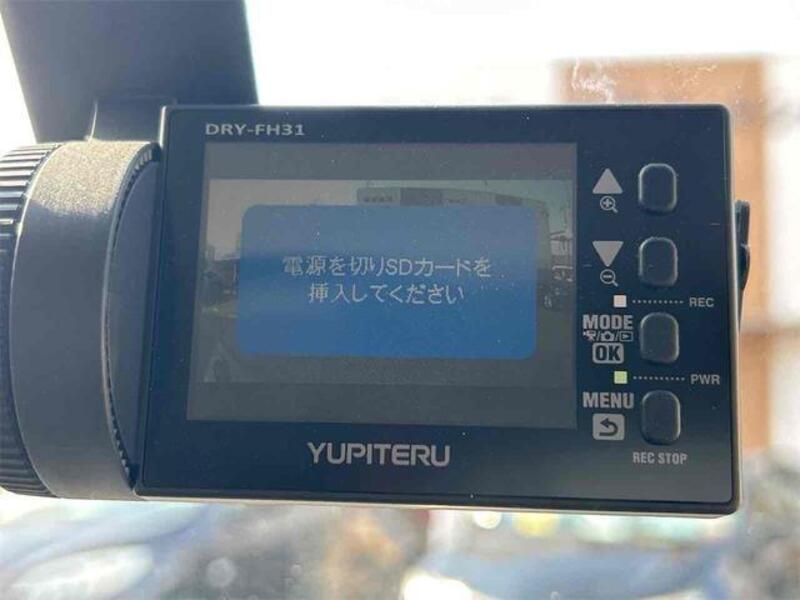 DRY-FH31
電源を切りSDカードを
挿入してください
REC
MODE
OK
PWR
MENU
REC STOP
YUPITERU